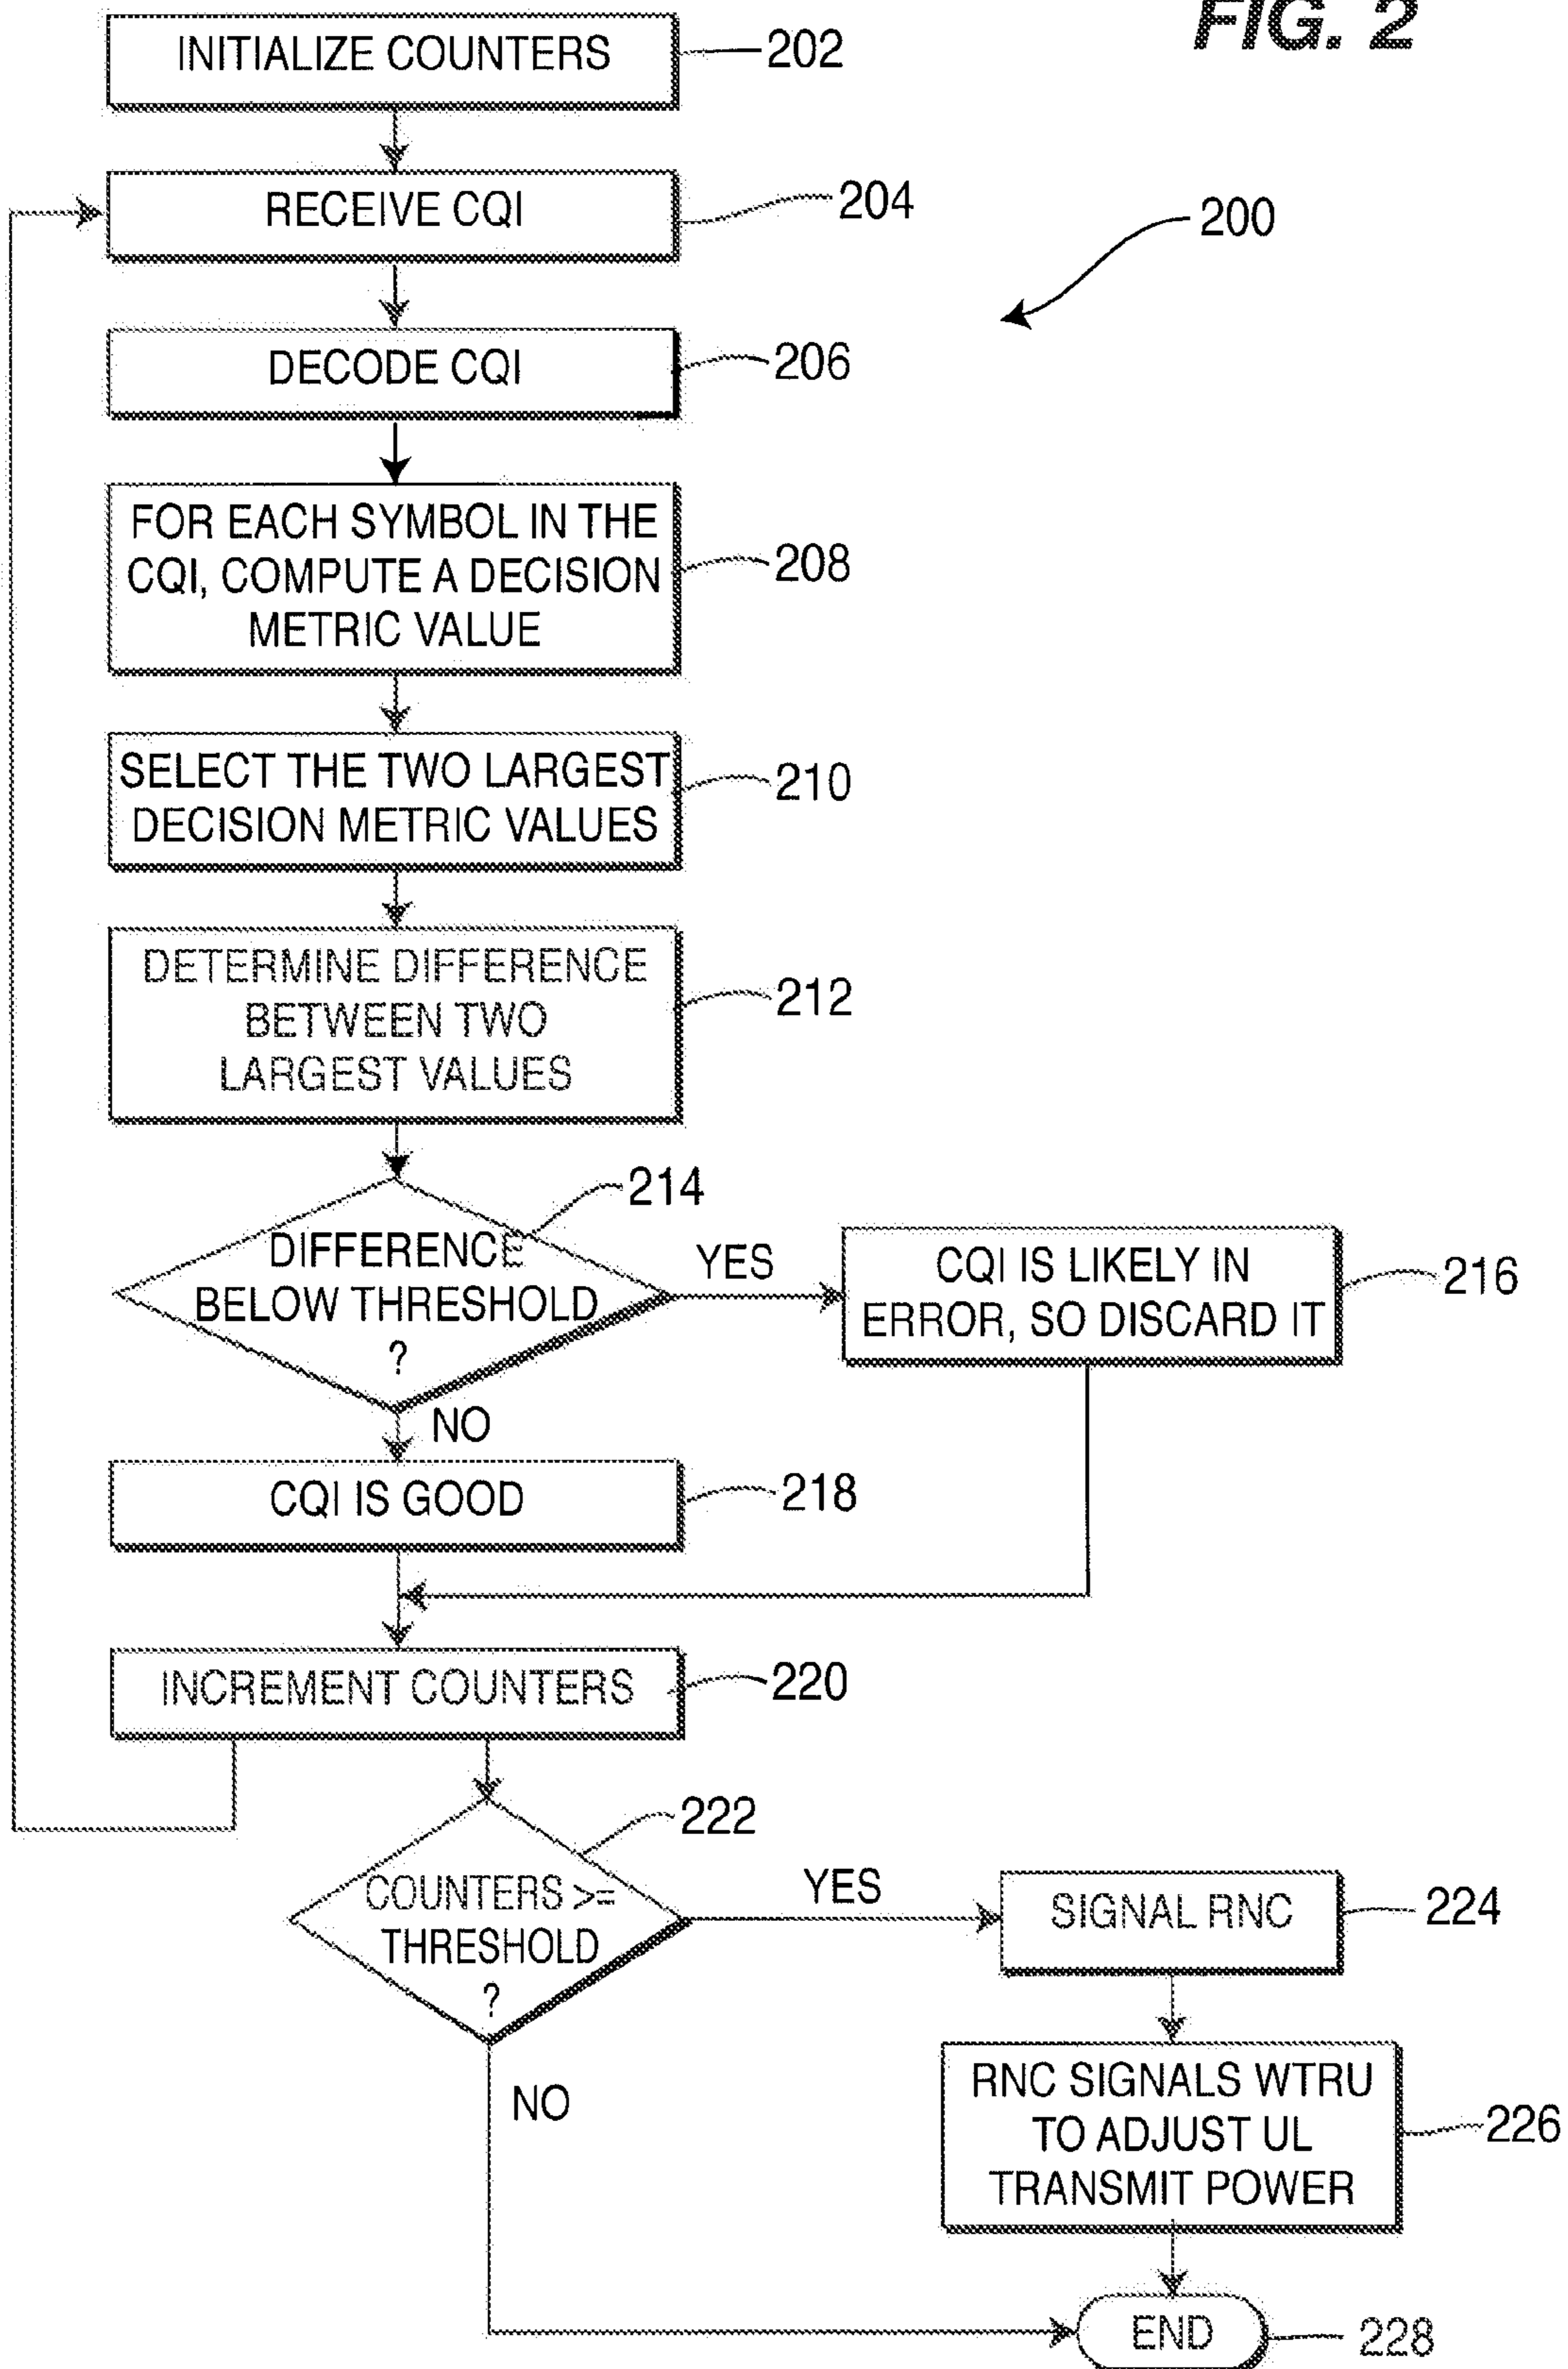 FIG. 2
INITIALIZE COUNTERS
202
RECEIVE CQI
204
200
DECODE CQI
206
FOR EACH SYMBOL IN THE
CQI, COMPUTE A DECISION
METRIC VALUE
208
SELECT THE TWO LARGEST
DECISION METRIC VALUES
210
DETERMINE DIFFERENCE
BETWEEN TWO
LARGEST VALUES
212
214
DIFFERENCE
BELOW THRESHOLD
?
YES
CQI IS LIKELY IN
ERROR, SO DISCARD IT
216
NO
CQI IS GOOD
218
INCREMENT COUNTERS
220
222
COUNTERS >=
THRESHOLD
?
YES
SIGNAL RNC
224
NO
RNC SIGNALS WTRU
TO ADJUST UL
TRANSMIT POWER
226
END
228